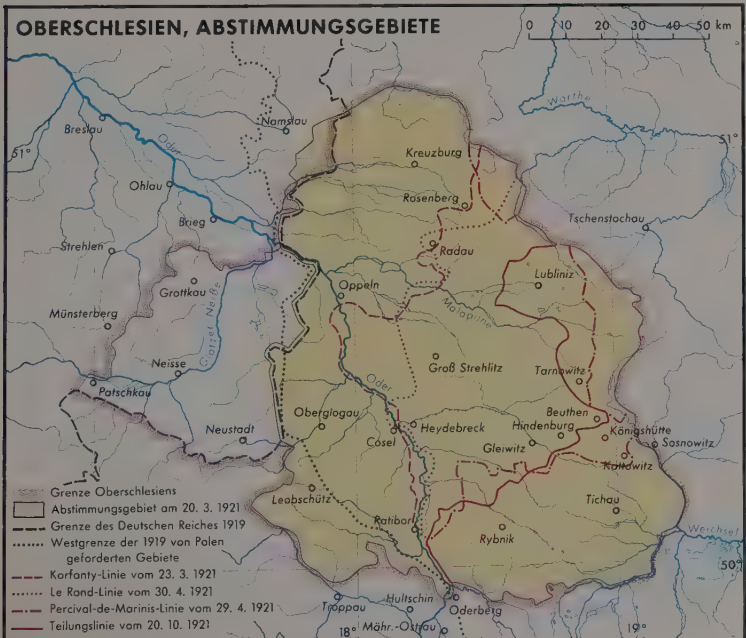 OBERSCHLESIEN, ABSTIMMUNGSGEBIETE
0 10 20 30 40 50 km
Breslau
Namslau
Warthe
51°
51°
Oder
Kreuzburg
Ohlau
Rosenberg
Brieg
Tschenstochau
Strehlen
Radau
Lubliniz
Grottkau
Oppeln
Malapane
Münsterberg
Glatzer Neiße
Groß Strehlitz
Neisse
Tarnowitz
Patschkau
Oder
Oberglogau
Beuthen
Heydebreck
Hindenburg
Königshütte
Neustadt
Cosel
Gleiwitz
Sosnowitz
Kattowitz
Leobschütz
Tichau
Ratibor
Rybnik
Weichsel
50°
Troppau
Hultschin
Oderberg
18°
Mähr.-Ostrau
19°
Grenze Oberschlesiens
Abstimmungsgebiet am 20. 3. 1921
Grenze des Deutschen Reiches 1919
Westgrenze der 1919 von Polen
geforderten Gebiete
Korfanty-Linie vom 23. 3. 1921
Le Rond-Linie vom 30. 4. 1921
Percival-de-Marinis-Linie vom 29. 4. 1921
Teilungslinie vom 20. 10. 1921